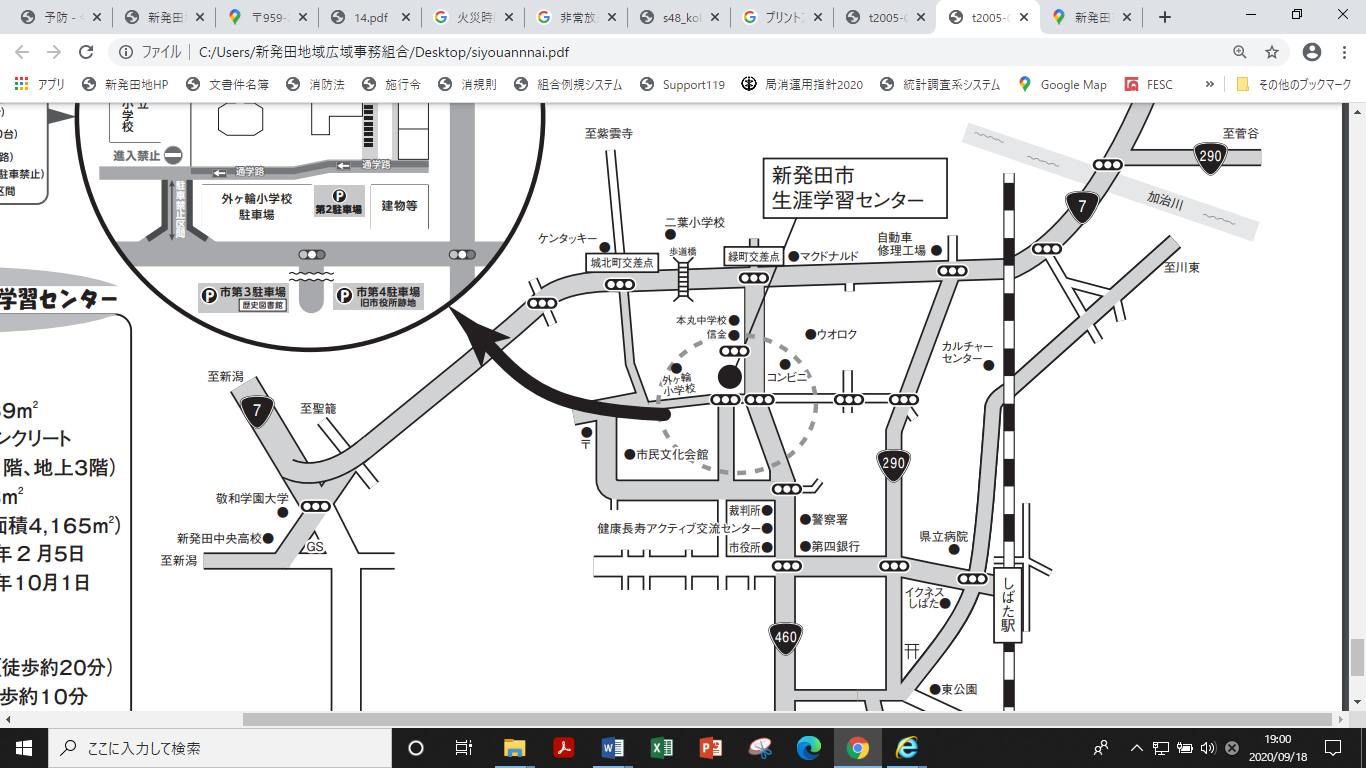 予防 - 
新発田
〒959-
14.pdf
火災時
非常放
s48_ko
プリント
t2005-
t2005-
新発田
ファイル | C:/Users/新発田地域広域事務組合/Desktop/siyouannnai.pdf
アプリ 新発田地HP 文書件名簿 消防法 施行令 消規則 組合例規システム Support119 局消運用指針2020 統計調査系システム Google Map FESC » その他のブックマーク
0台)
路)
駐車禁止)
区間
立
小学校
進入禁止
通学路
通学路
駐車禁止区間
外ヶ輪小学校
駐車場
第2駐車場
建物等
市第3駐車場
歴史図書館
市第4駐車場
旧市役所跡地
学習センター
59㎡
ンクリート
階、地上3階)
㎡
面積4,165㎡)
年2月5日
年10月1日
(徒歩約20分)
歩約10分
至紫雲寺
新発田市
生涯学習センター
至菅谷
290
7
加治川
至川東
二葉小学校
ケンタッキー
城北町交差点
歩道橋
緑町交差点
マクドナルド
自動車
修理工場
本丸中学校
信金
ウオロク
カルチャー
センター
外ヶ輪
小学校
コンビニ
至新潟
7
至聖籠
〒
市民文化会館
290
敬和学園大学
新発田中央高校
GS
至新潟
裁判所
健康長寿アクティブ交流センター
市役所
警察署
第四銀行
県立病院
イクネス
しばた
しばた駅
460
東公園
ここに入力して検索
19:00
2020/09/18